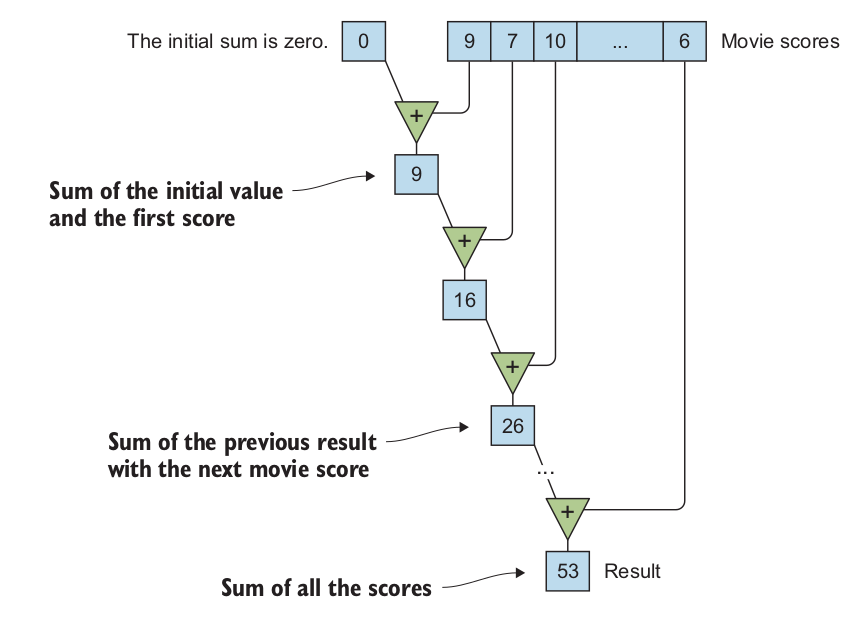 The initial sum is zero. 0 9 7 10 ... 6 Movie scores
+
9
Sum of the initial value
and the first score
+
16
+
26
Sum of the previous result
with the next movie score
...
+
53 Result
Sum of all the scores